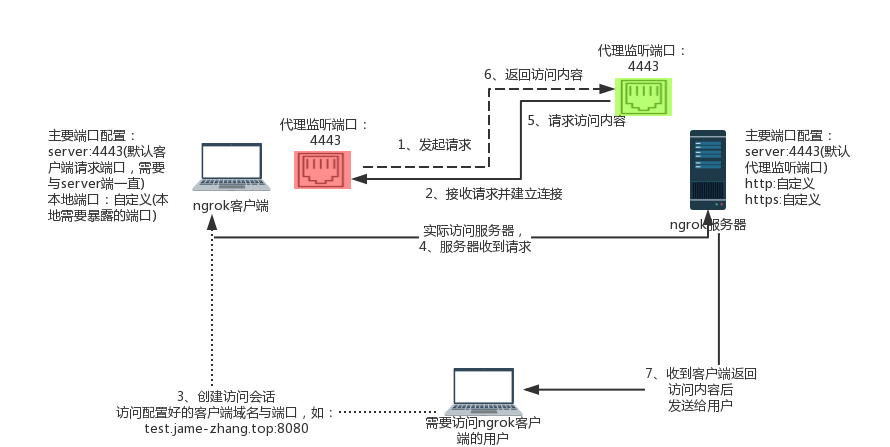 代理监听端口：
4443
6、返回访问内容
5、请求访问内容
代理监听端口：
4443
1、发起请求
2、接收请求并建立连接
主要端口配置：
server:4443(默认客
户端请求端口，需要
与server端一直)
本地端口：自定义(本
地需要暴露的端口)
ngrok客户端
主要端口配置：
server:4443(默认
代理监听端口)
http:自定义
https:自定义
ngrok服务器
实际访问服务器，
4、服务器收到请求
3、创建访问会话
访问配置好的客户端域名与端口，如：
test.jame-zhang.top:8080
需要访问ngrok客户
端的用户
7、收到客户端返回
访问内容后
发送给用户